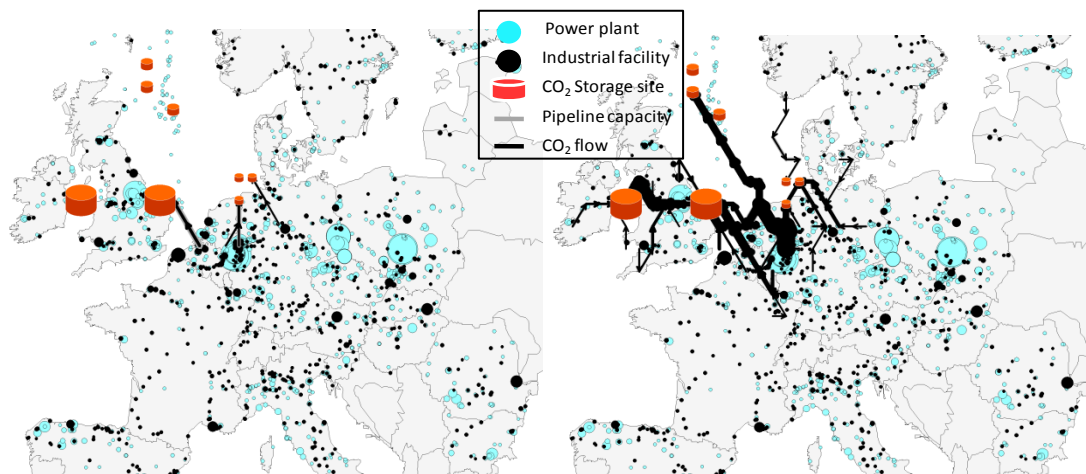 Power plant
Industrial facility
CO₂ Storage site
Pipeline capacity
CO₂ flow